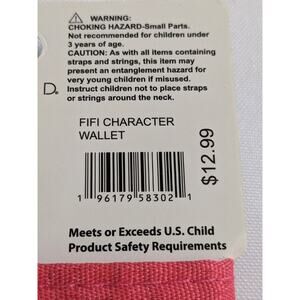 WARNING:
CHOKING HAZARD-Small Parts.
Not recommended for children under
3 years of age.
CAUTION: As with all items containing
straps and strings, this item may
present an entanglement hazard for
very young children if misused.
Instruct children not to place straps
or strings around the neck.
D.
FIFI CHARACTER
WALLET
$12.99
1 96179 58302 1
Meets or Exceeds U.S. Child
Product Safety Requirements